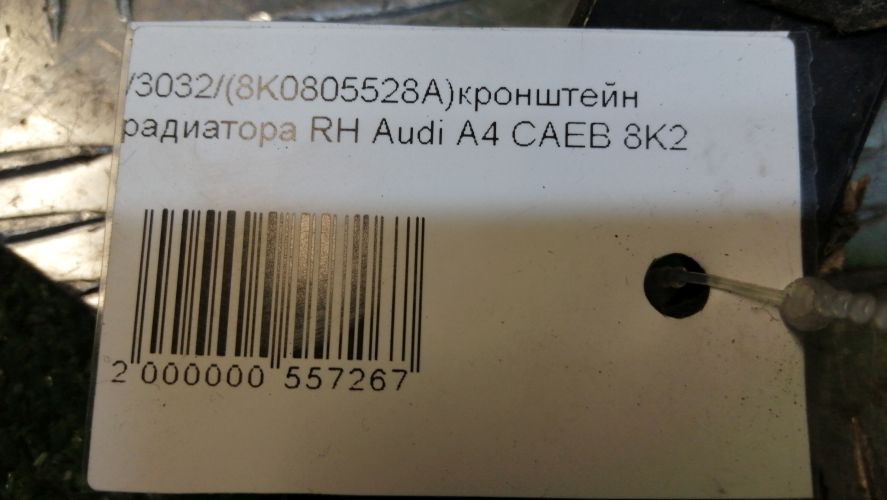 /3032/(8K0805528A)кронштейн
радиатора RH Audi A4 CAEB 8K2
2 000000 557267